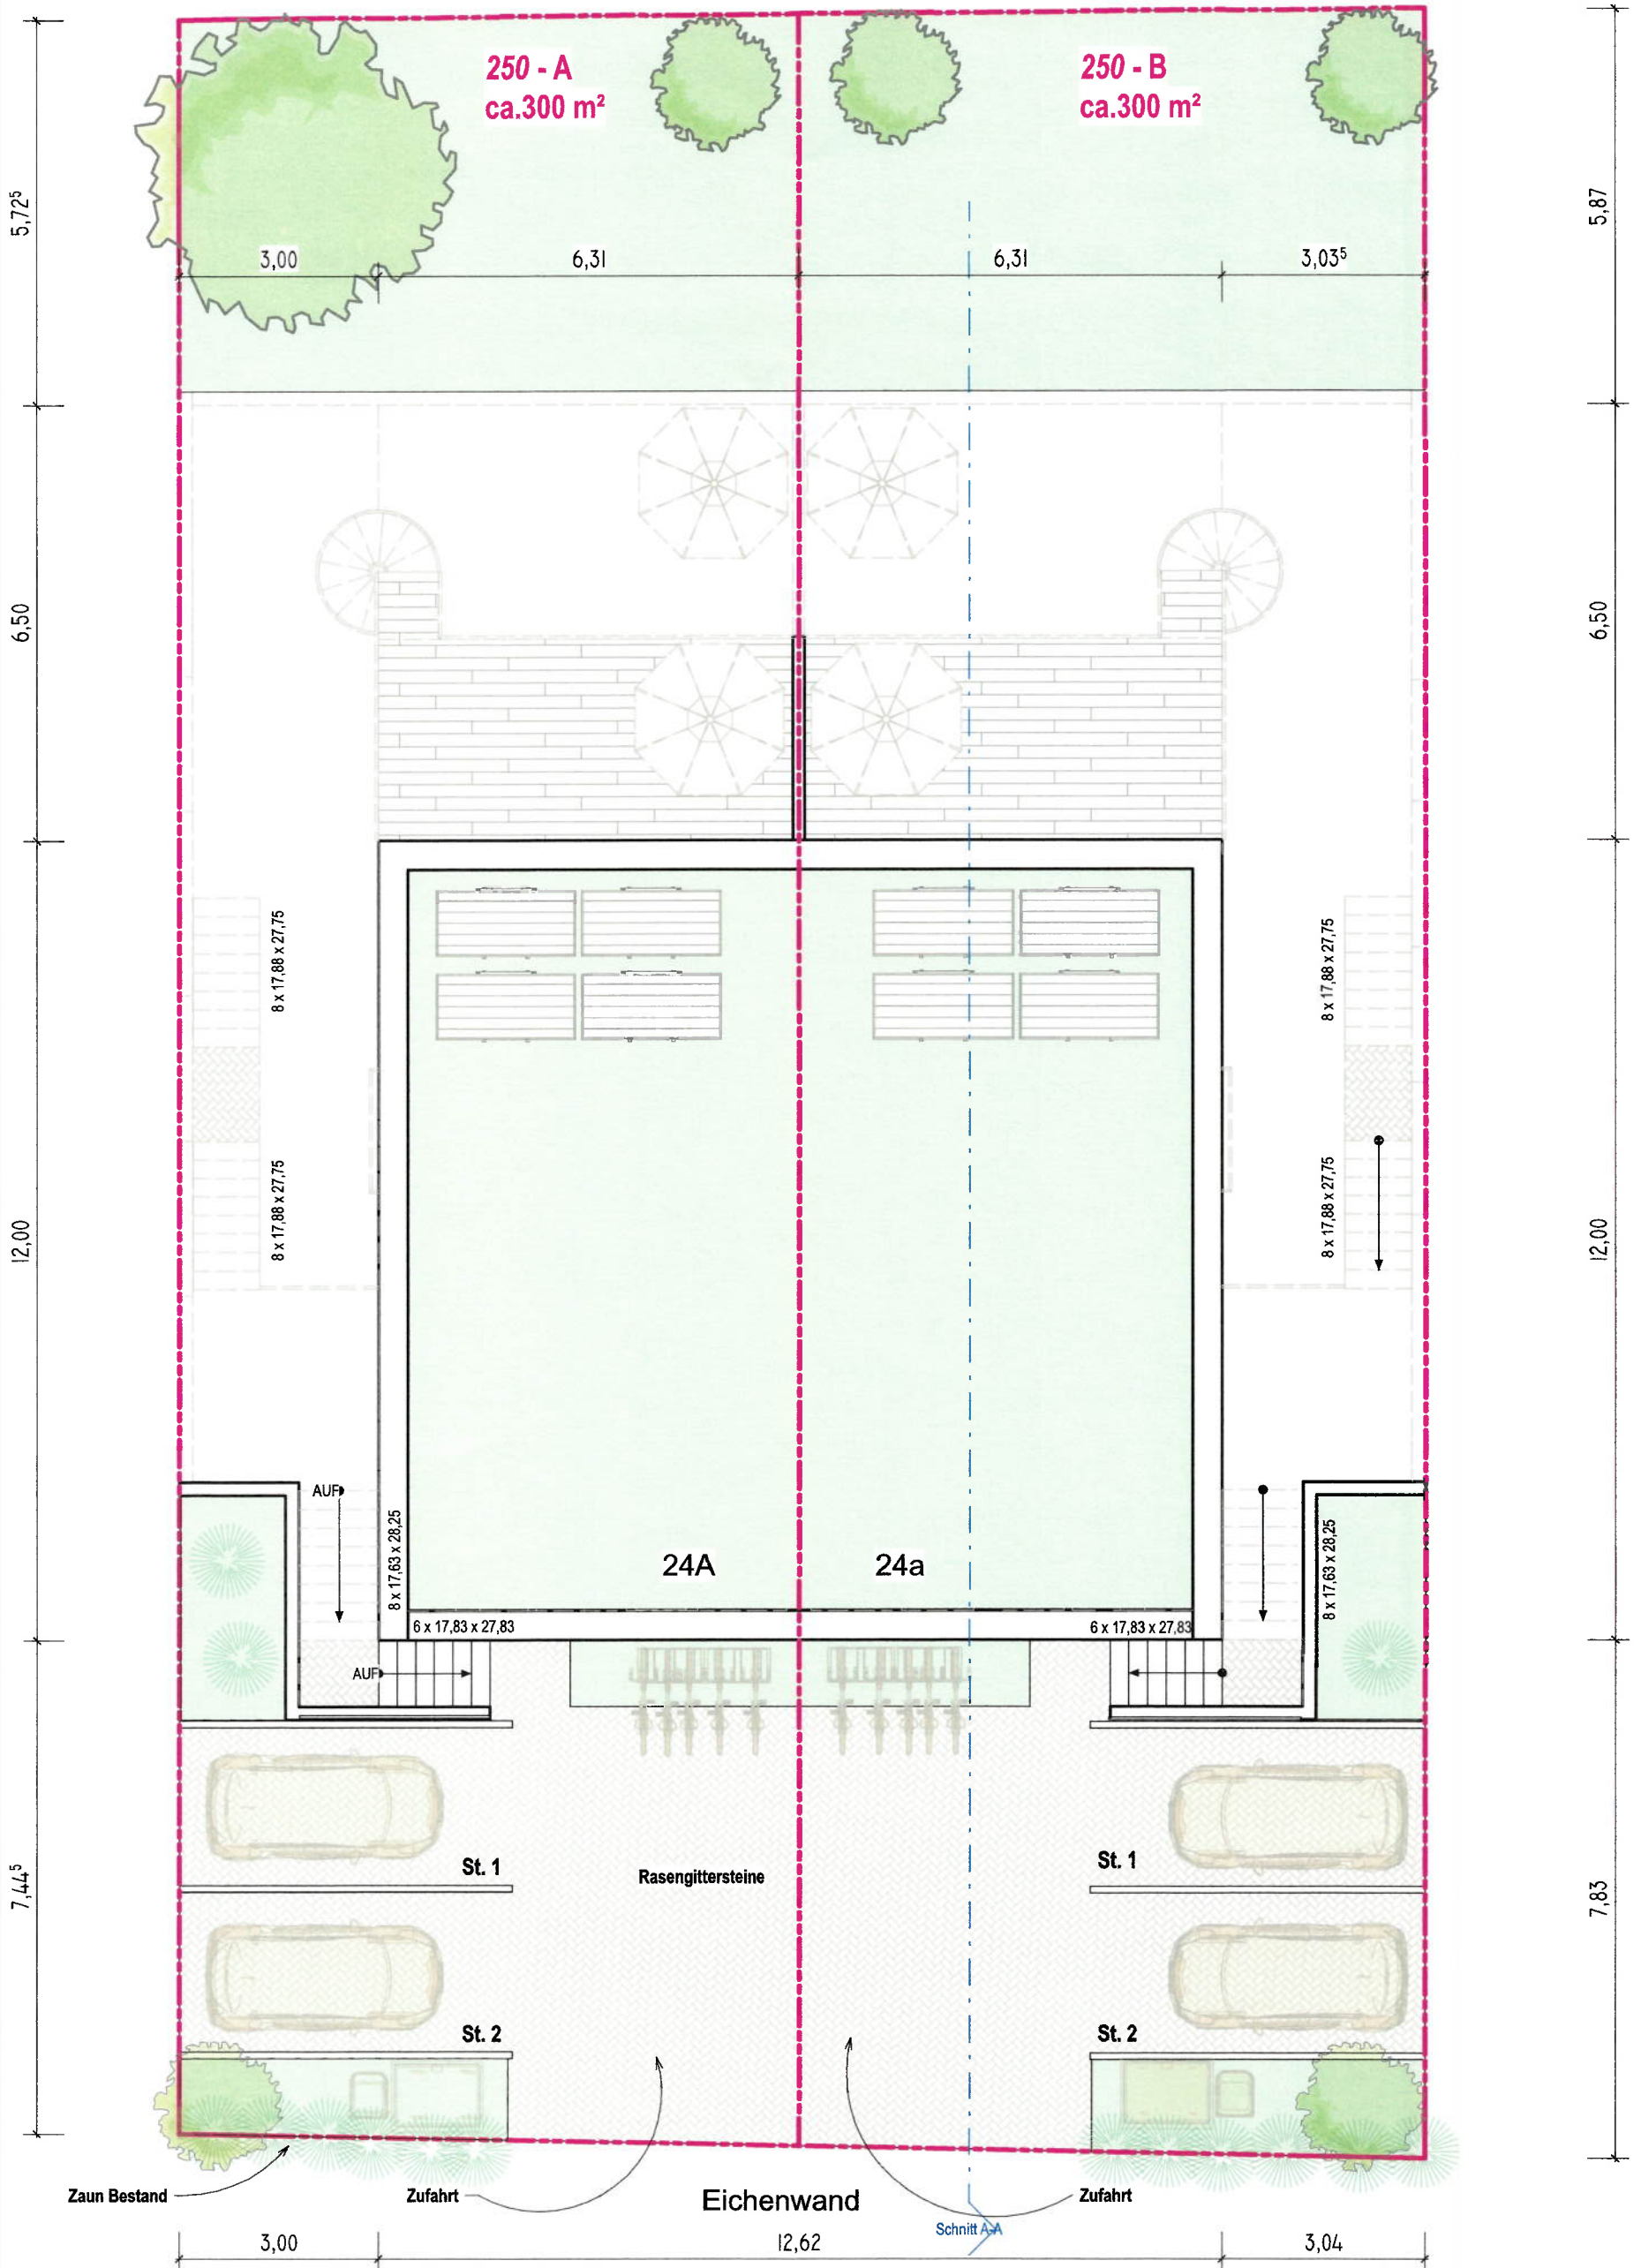 250 - A
ca.300 m²
250 - B
ca.300 m²
5,72⁵
5,87
3,00
6,31
6,31
3,03⁵
6,50
6,50
8 x 17,88 x 27,75
8 x 17,88 x 27,75
8 x 17,88 x 27,75
8 x 17,88 x 27,75
12,00
12,00
AUF
8 x 17,63 x 28,25
8 x 17,63 x 28,25
24A
24a
6 x 17,83 x 27,83
6 x 17,83 x 27,83
AUF
St. 1
Rasengittersteine
St. 1
7,44⁵
7,83
St. 2
St. 2
Zaun Bestand
Zufahrt
Eichenwand
Zufahrt
Schnitt A-A
3,00
12,62
3,04